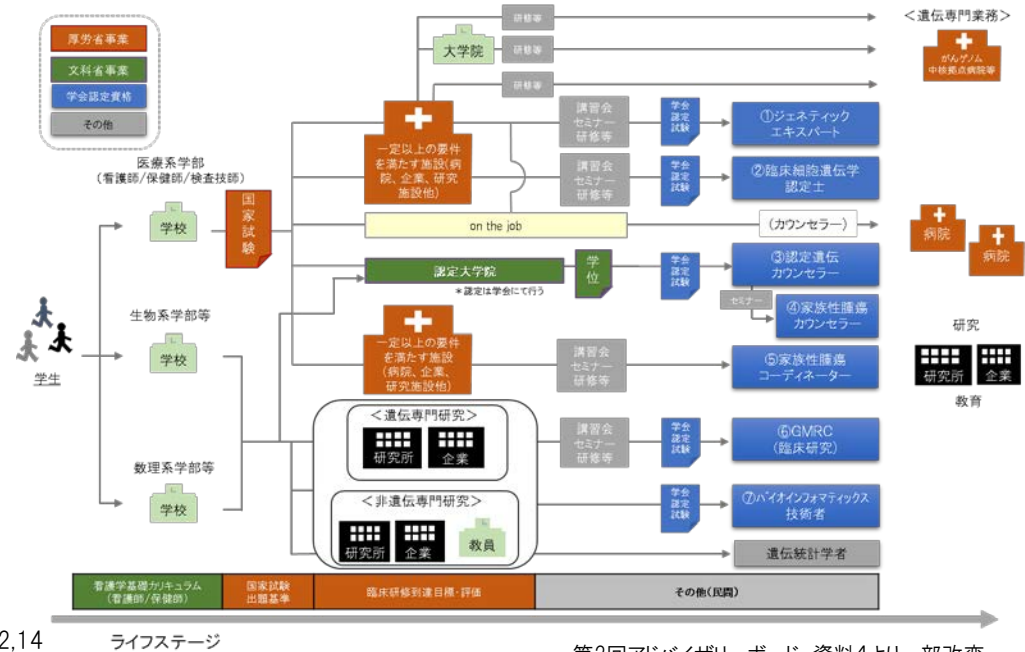 厚労省事業
文科省事業
学会認定資格
その他
医療系学部
(看護師/保健師/検査技師)
学校
国家試験
生物系学部等
学校
数理系学部等
学校
学生
大学院
研修等
研修等
研修等
一定以上の要件
を満たす施設(病
院、企業、研究
施設他)
講習会
セミナー
研修等
学会
認定
試験
①ジェネティック
エキスパート
講習会
セミナー
研修等
学会
認定
試験
②臨床細胞遺伝学
認定士
on the job
(カウンセラー)
認定大学院
*認定は学会にて行う
学位
学会
認定
試験
③認定遺伝
カウンセラー
セミナー
④家族性腫瘍
カウンセラー
一定以上の要件
を満たす施設
(病院、企業、
研究施設他)
講習会
セミナー
研修等
⑤家族性腫瘍
コーディネーター
<遺伝専門研究>
研究所
企業
講習会
セミナー
研修等
学会
認定
試験
⑥GMRC
(臨床研究)
<非遺伝専門研究>
研究所
企業
教員
学会
認定
試験
⑦バイオインフォマティックス
技術者
遺伝統計学者
<遺伝専門業務>
がんゲノム
中核拠点病院等
病院
病院
研究
研究所
企業
教育
看護学基礎カリキュラム
(看護師/保健師)
国家試験
出題基準
臨床研修到達目標・評価
その他(民間)
2,14
ライフステージ